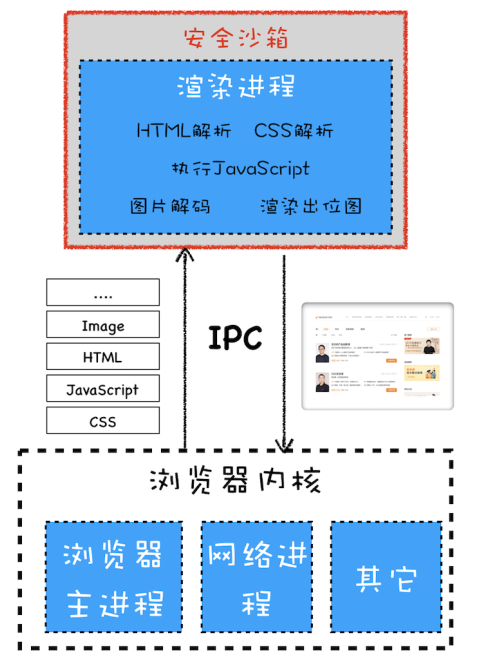 安全沙箱
渲染进程
HTML解析 CSS解析
执行JavaScript
图片解码 渲染出位图
....
Image
HTML
JavaScript
CSS
IPC
浏览器内核
浏览器
主进程
网络进
程
其它